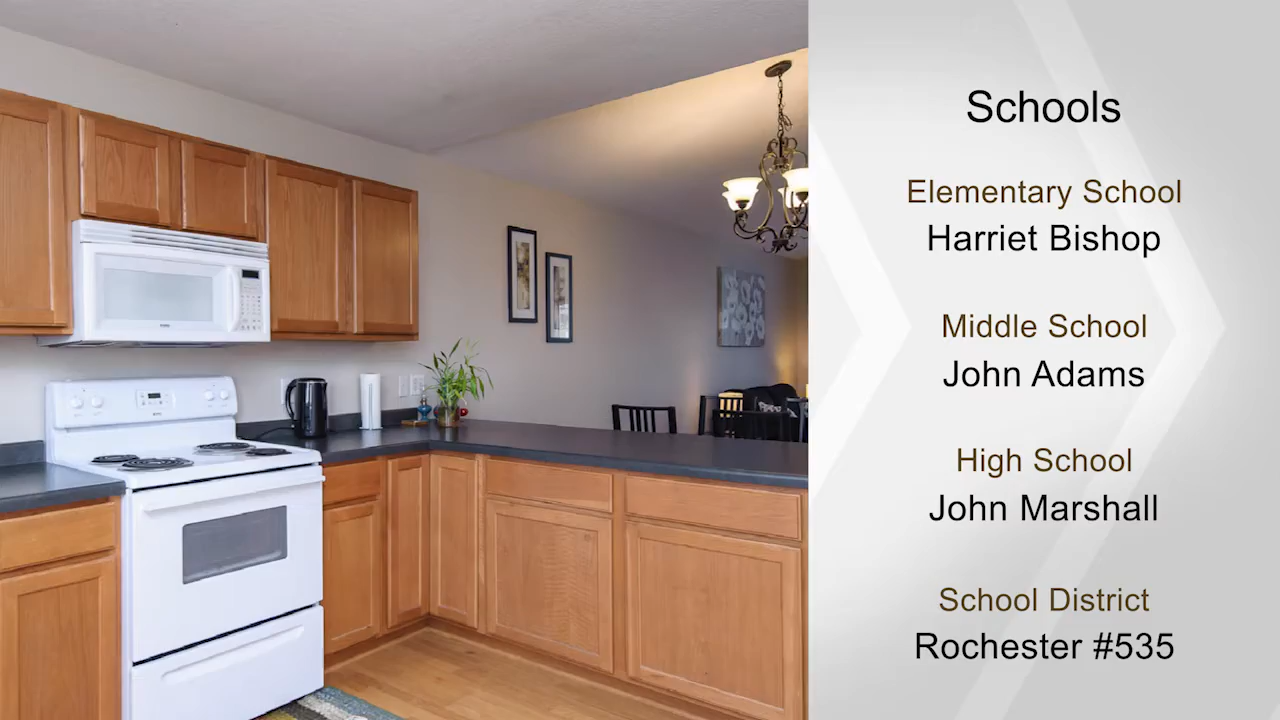 Schools
Elementary School
Harriet Bishop
Middle School
John Adams
High School
John Marshall
School District
Rochester #535